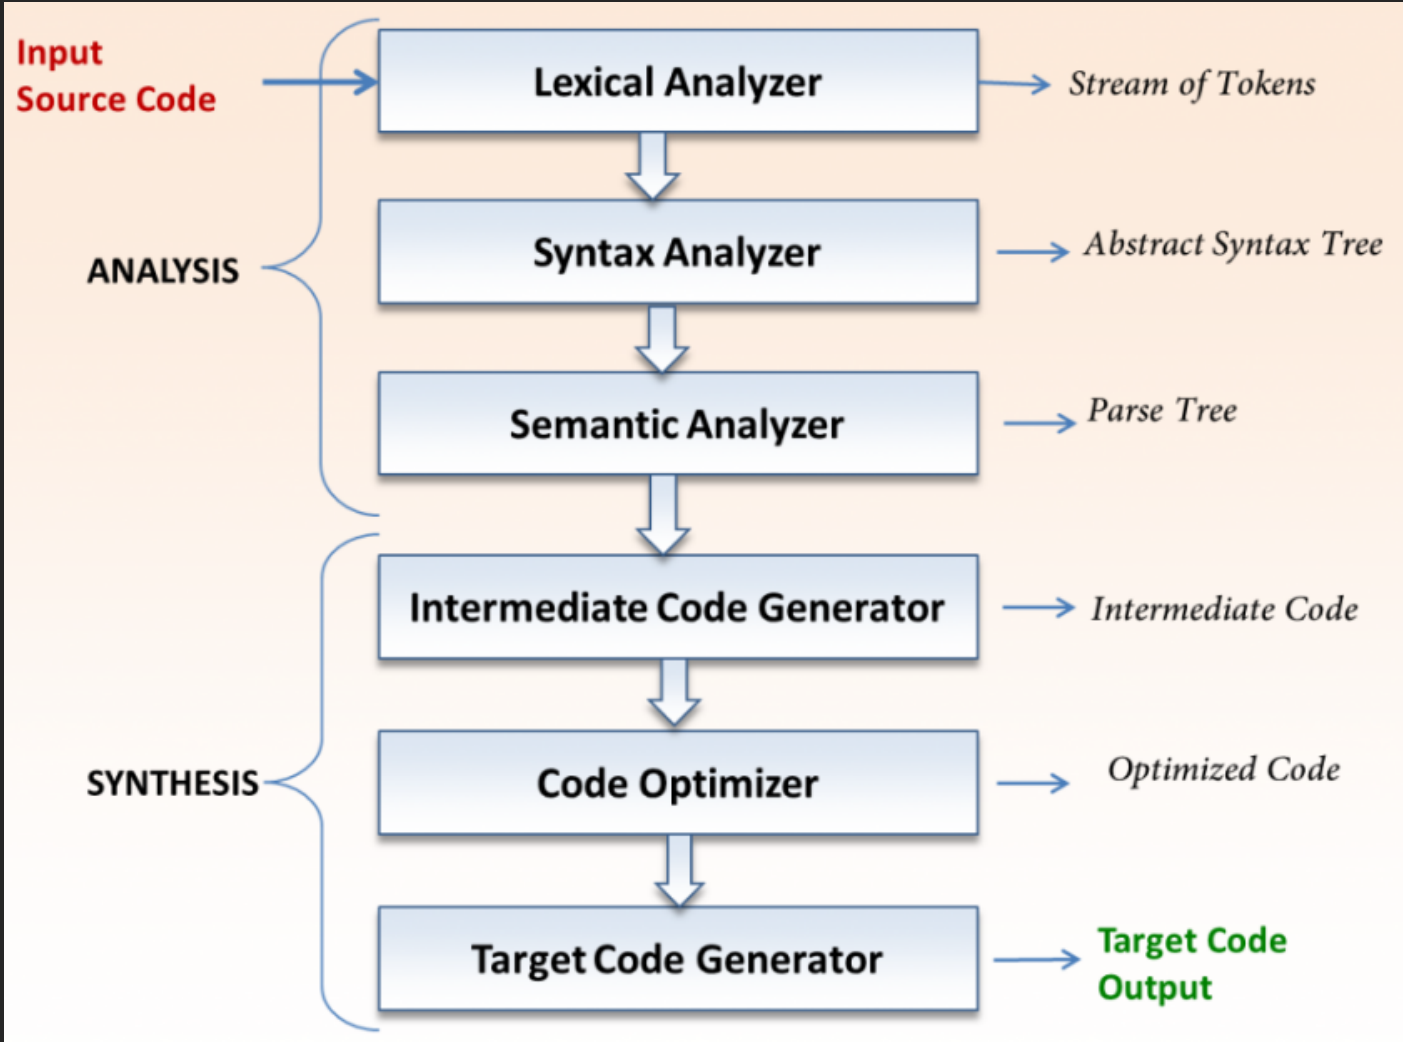 Input
Source Code
Lexical Analyzer
Stream of Tokens
Syntax Analyzer
Abstract Syntax Tree
ANALYSIS
Semantic Analyzer
Parse Tree
Intermediate Code Generator
Intermediate Code
SYNTHESIS
Code Optimizer
Optimized Code
Target Code Generator
Target Code
Output